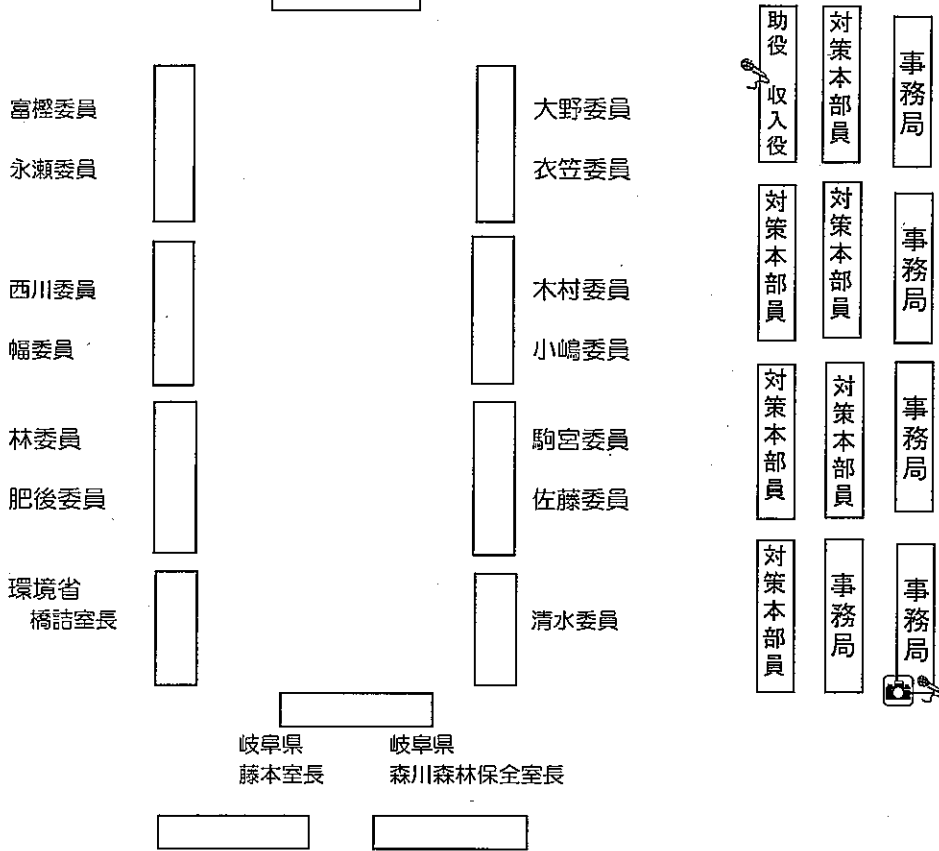 富樫委員
永瀬委員
西川委員
幅委員
林委員
肥後委員
環境省
橋詰室長
大野委員
衣笠委員
木村委員
小嶋委員
駒宮委員
佐藤委員
清水委員
岐阜県
藤本室長
岐阜県
森川森林保全室長
助役 収入役
対策本部員
事務局
対策本部員
対策本部員
事務局
対策本部員
対策本部員
事務局
対策本部員
事務局
事務局